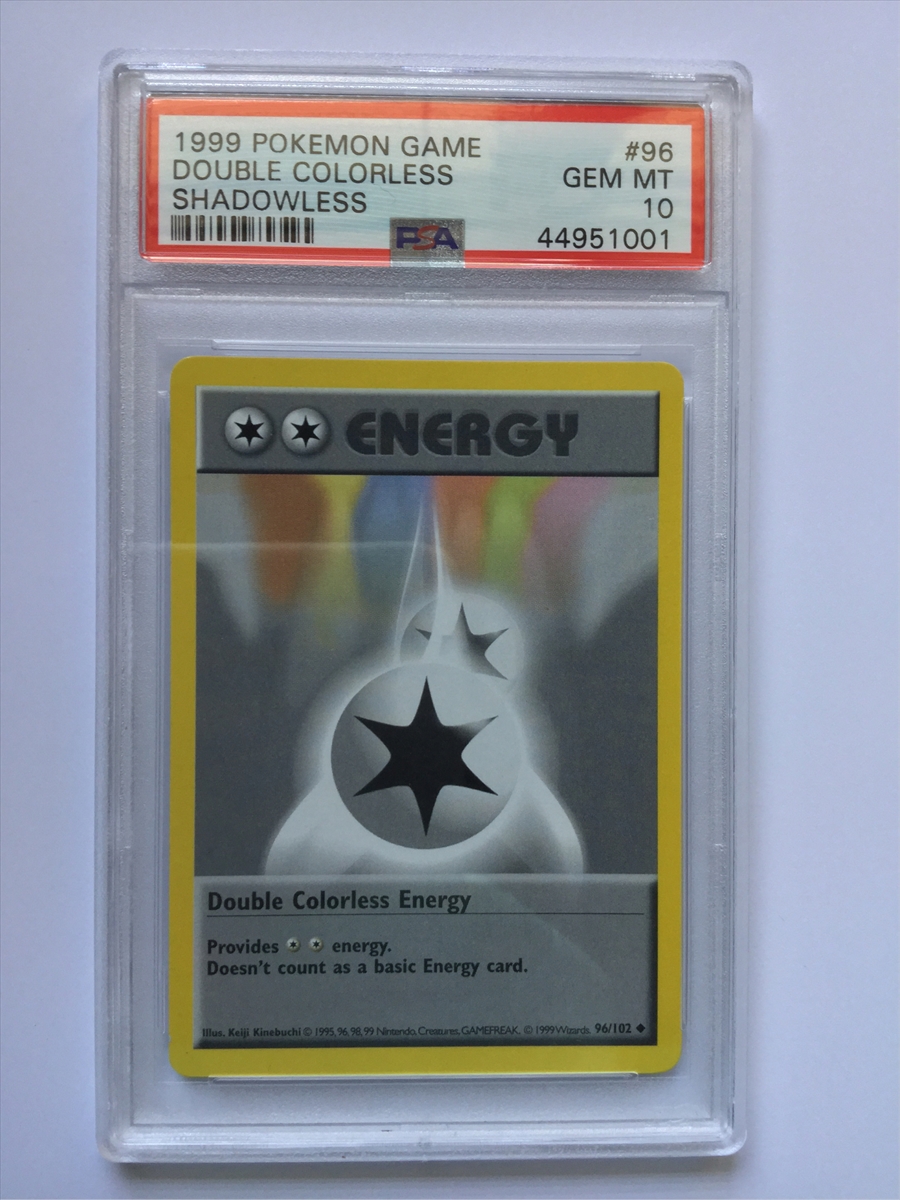 1999 POKEMON GAME #96
DOUBLE COLORLESS GEM MT
SHADOWLESS 10
PSA 44951001
ENERGY
Double Colorless Energy
Provides energy.
Doesn't count as a basic Energy card.
Illus. Keiji Kinebuchi © 1995, 96, 98, 99 Nintendo, Creatures, GAMEFREAK. © 1999 Wizards. 96/102